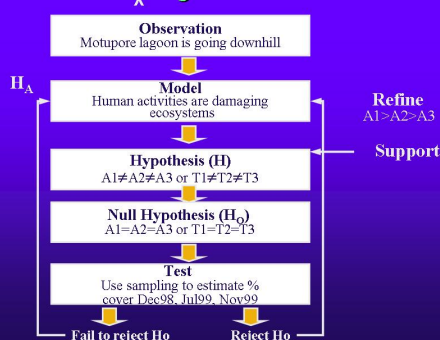 Observation
Motupore lagoon is going downhill
H_A
Model
Human activities are damaging
ecosystems
Refine
A1>A2>A3
Support
Hypothesis (H)
A1≠A2≠A3 or T1≠T2≠T3
Null Hypothesis (H_O)
A1=A2=A3 or T1=T2=T3
Test
Use sampling to estimate %
cover Dec98, Jul99, Nov99
Fail to reject Ho
Reject Ho